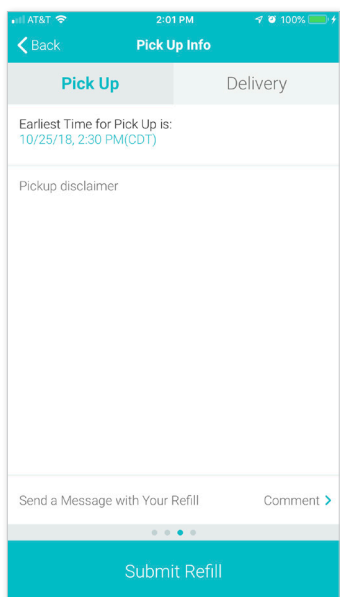 AT&T 2:01 PM 100%
Back Pick Up Info
Pick Up Delivery
Earliest Time for Pick Up is:
10/25/18, 2:30 PM(CDT)
Pickup disclaimer
Send a Message with Your Refill Comment
Submit Refill